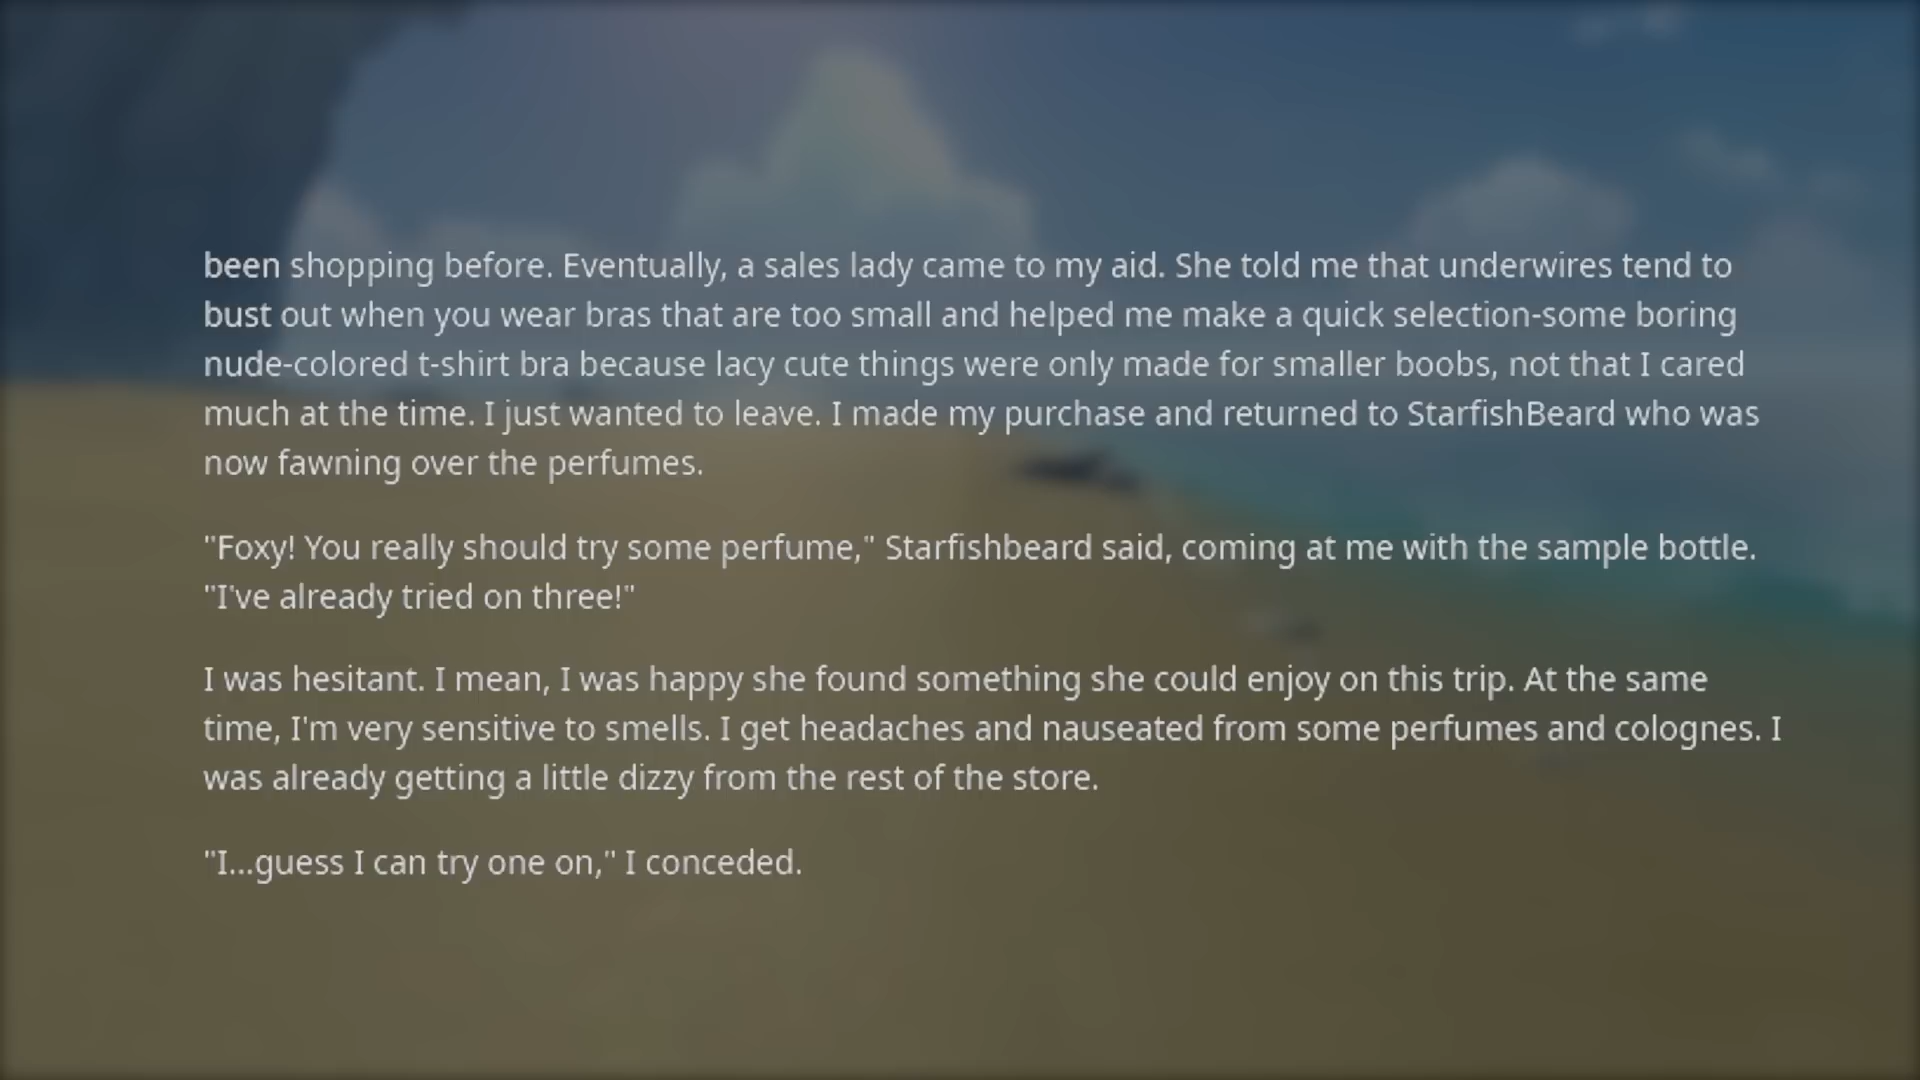 been shopping before. Eventually, a sales lady came to my aid. She told me that underwires tend to
bust out when you wear bras that are too small and helped me make a quick selection-some boring
nude-colored t-shirt bra because lacy cute things were only made for smaller boobs, not that I cared
much at the time. I just wanted to leave. I made my purchase and returned to StarfishBeard who was
now fawning over the perfumes.
"Foxy! You really should try some perfume," Starfishbeard said, coming at me with the sample bottle.
"I've already tried on three!"
I was hesitant. I mean, I was happy she found something she could enjoy on this trip. At the same
time, I'm very sensitive to smells. I get headaches and nauseated from some perfumes and colognes. I
was already getting a little dizzy from the rest of the store.
"I...guess I can try one on," I conceded.